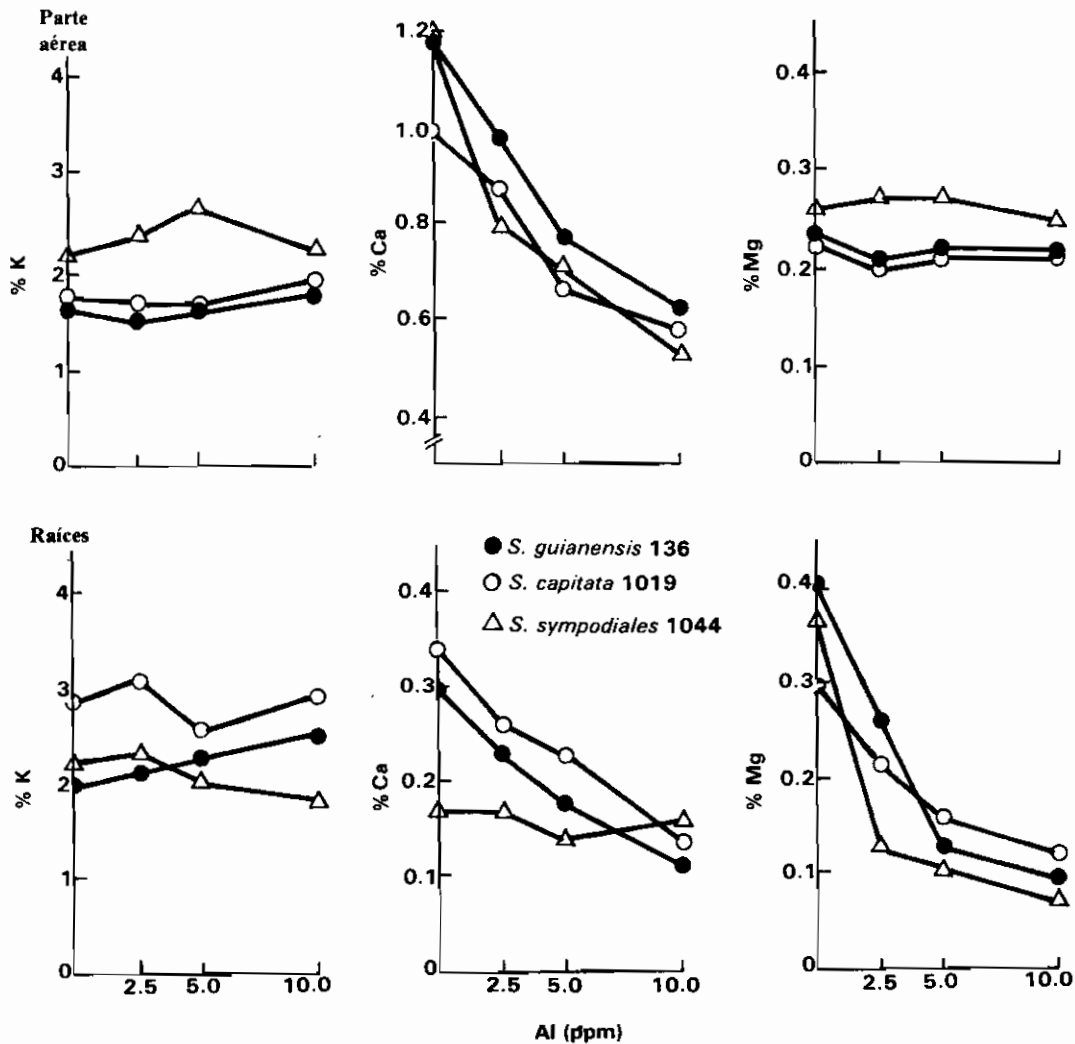 Parte
aérea
4
3
2
1
0
% K
1.2
1.0
0.8
0.6
0.4
% Ca
0.4
0.3
0.2
0.1
0
% Mg
Raíces
4
3
2
1
0
% K
2.5 5.0 10.0
● S. guianensis 136
○ S. capitata 1019
△ S. sympodiales 1044
0.4
0.3
0.2
0.1
0
% Ca
2.5 5.0 10.0
0.4
0.3
0.2
0.1
0
% Mg
2.5 5.0 10.0
Al (ppm)